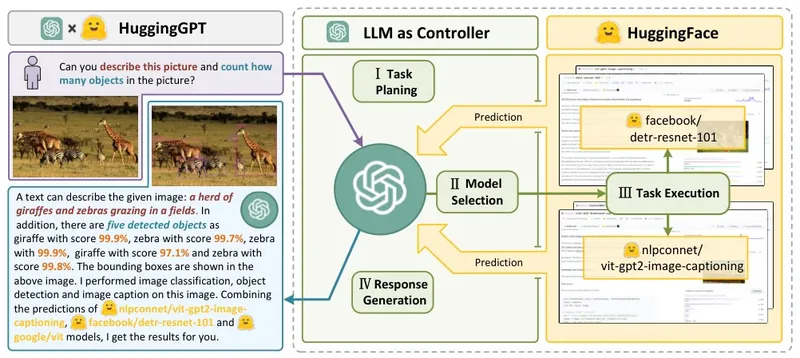 × HuggingGPT
LLM as Controller
HuggingFace
Can you describe this picture and count how
many objects in the picture?
A text can describe the given image: a herd of
giraffes and zebras grazing in a fields. In
addition, there are five detected objects as
giraffe with score 99.9%, zebra with score 99.7%, zebra
with 99.9%, giraffe with score 97.1% and zebra with
score 99.8%. The bounding boxes are shown in the
above image. I performed image classification, object
detection and image caption on this image. Combining
the predictions of nlpconnet/vit-gpt2-image-
captioning, facebook/detr-resnet-101 and
google/vit models, I get the results for you.
I Task
Planing
II Model
Selection
IV Response
Generation
Prediction
Prediction
facebook/
detr-resnet-101
III Task Execution
nlpconnet/
vit-gpt2-image-captioning